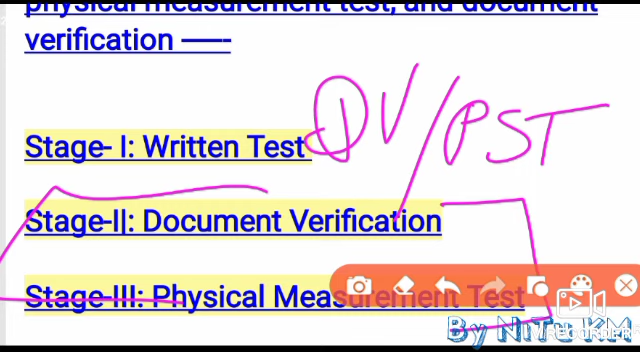 physical measurement test, and document
verification -----
DV/PST
Stage- I: Written Test
Stage-II: Document Verification
Stage-III: Physical Measurement Test
By NiTu KM